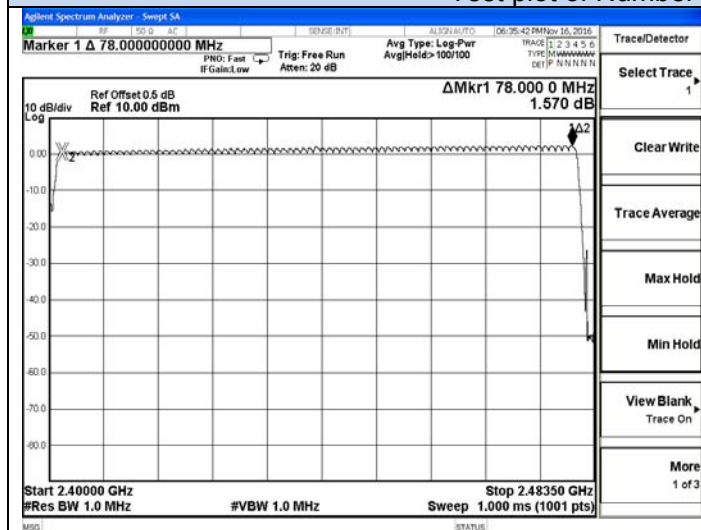 Test plot of Number
Agilent Spectrum Analyzer - Swept SA
RF 50 Ω AC SENSE:INT ALIGNAUTO 06:35:42 PM Nov 16, 2016
Marker 1 Δ 78.000000000 MHz
PNO: Fast
IFGain:Low
Trig: Free Run
Atten: 20 dB
Avg Type: Log-Pwr
Avg|Hold:>100/100
TRACE 1 2 3 4 5 6
TYPE M WWWWW
DET P N N N N N
Ref Offset 0.5 dB
10 dB/div Ref 10.00 dBm
Log
ΔMkr1 78.000 0 MHz
1.570 dB
1Δ2
2
0.00
-10.0
-20.0
-30.0
-40.0
-50.0
-60.0
-70.0
-80.0
Start 2.40000 GHz
Stop 2.48350 GHz
#Res BW 1.0 MHz #VBW 1.0 MHz Sweep 1.000 ms (1001 pts)
MSG STATUS
Trace/Detector
Select Trace
1
Clear Write
Trace Average
Max Hold
Min Hold
View Blank
Trace On
More
1 of 3